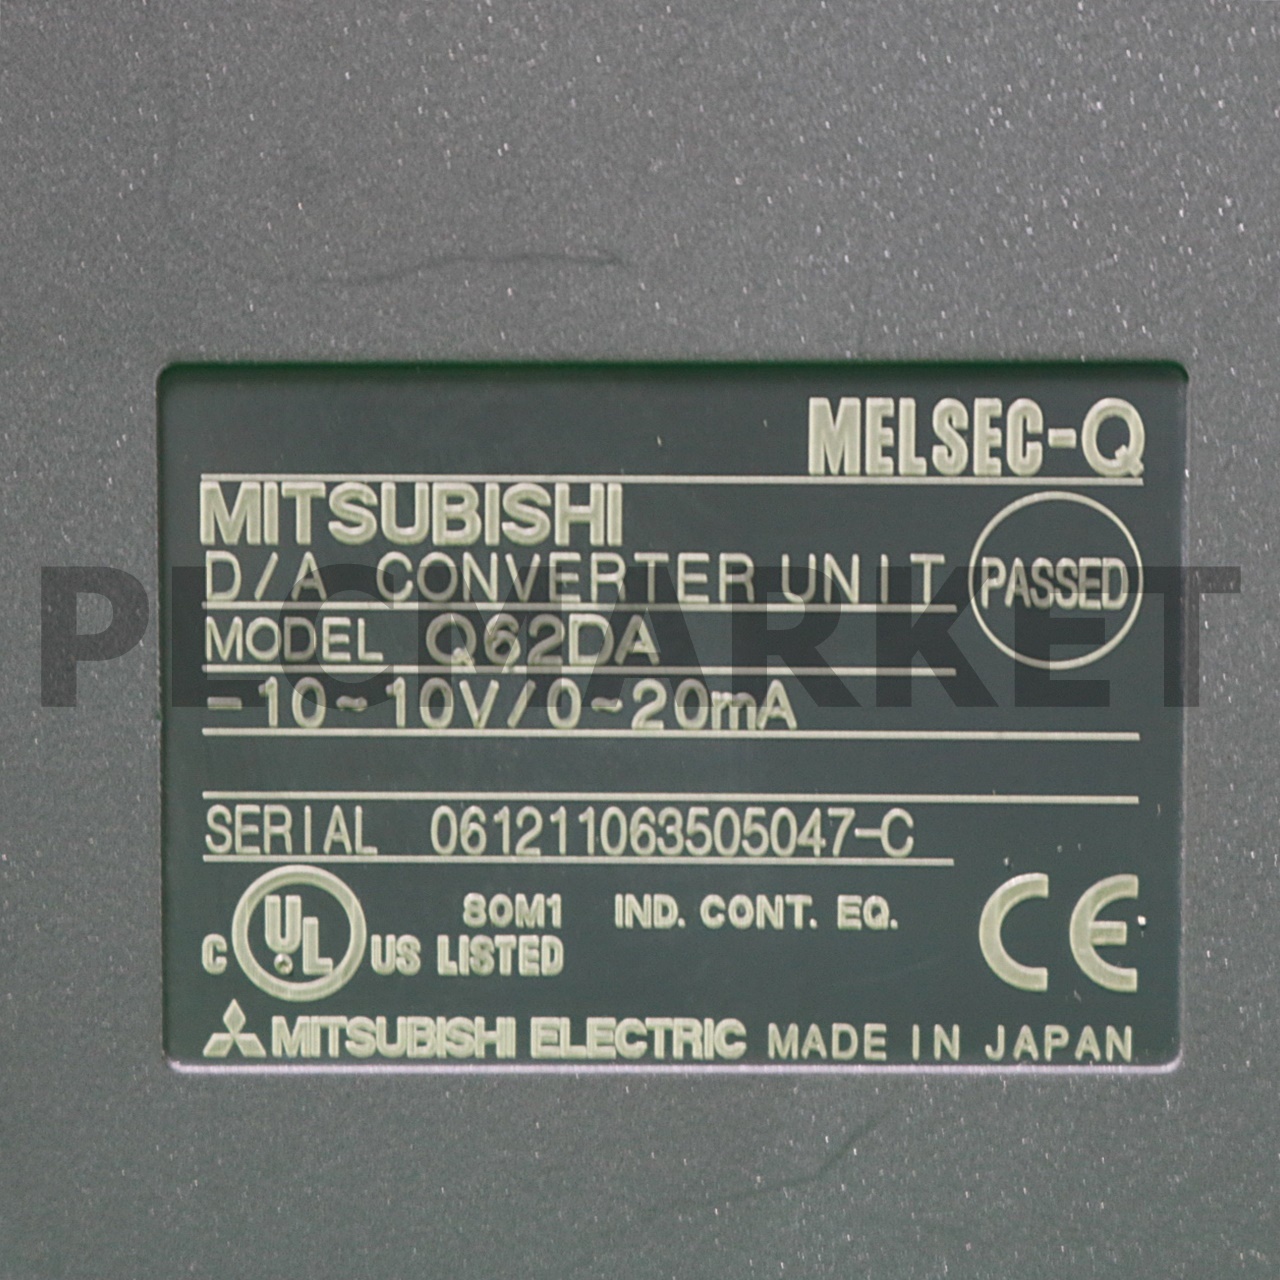 MELSEC-Q
MITSUBISHI
D/A CONVERTER UNIT
PASSED
MODEL Q62DA
-10~10V/0~20mA
SERIAL 061211063505047-C
C UL US LISTED 80M1 IND. CONT. EQ.
CE
MITSUBISHI ELECTRIC MADE IN JAPAN
PLCMARKET